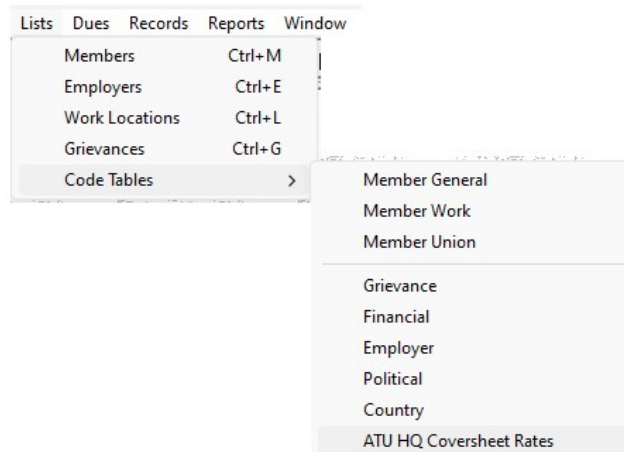 Lists Dues Records Reports Window
Members Ctrl+M
Employers Ctrl+E
Work Locations Ctrl+L
Grievances Ctrl+G
Code Tables >
Member General
Member Work
Member Union
Grievance
Financial
Employer
Political
Country
ATU HQ Coversheet Rates